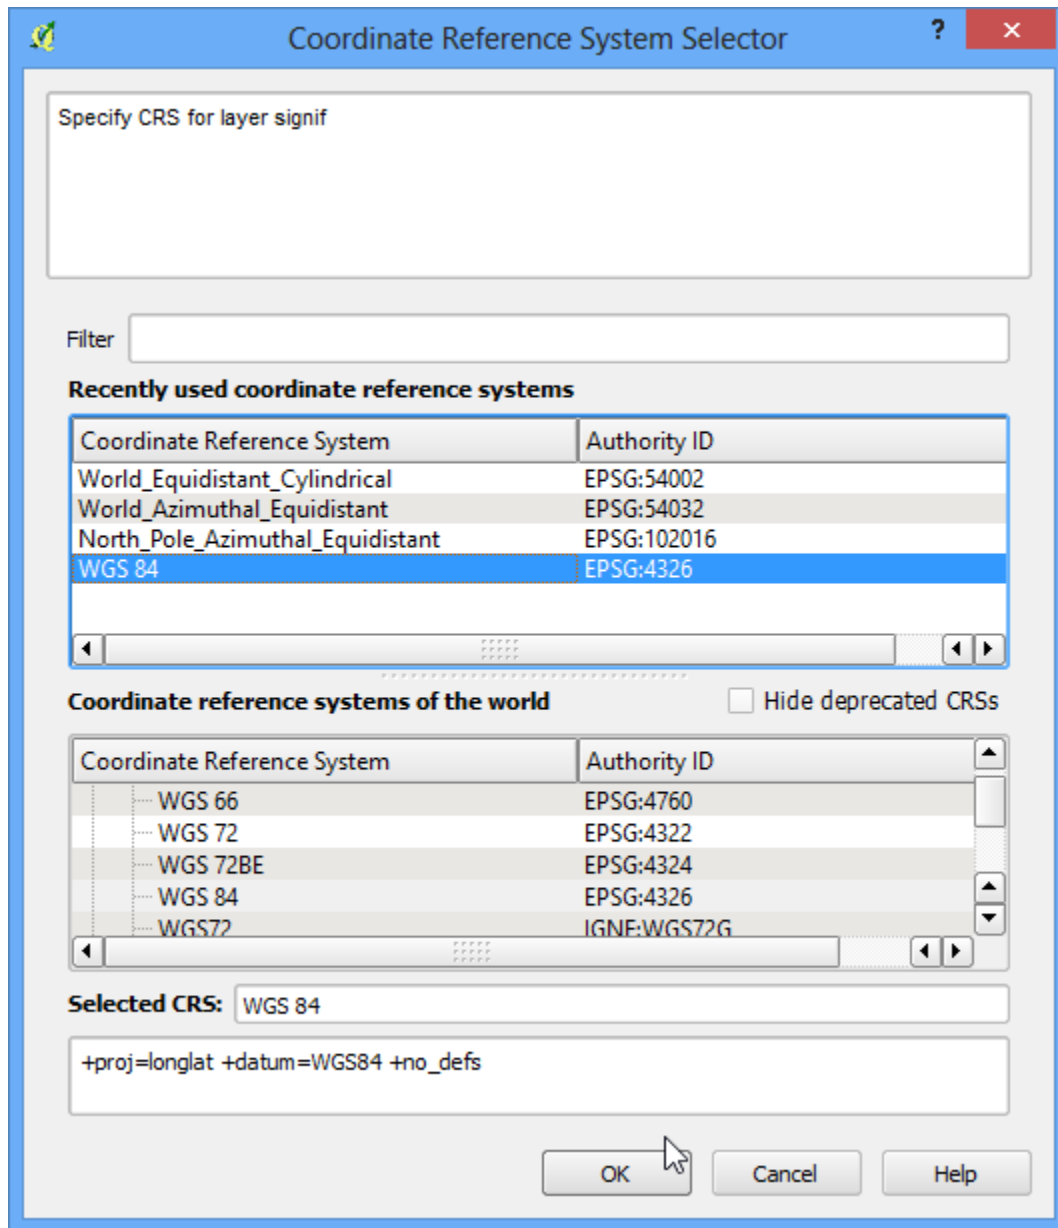 Coordinate Reference System Selector
?
Specify CRS for layer signif
Filter
Recently used coordinate reference systems
Coordinate Reference System Authority ID
World_Equidistant_Cylindrical EPSG:54002
World_Azimuthal_Equidistant EPSG:54032
North_Pole_Azimuthal_Equidistant EPSG:102016
WGS 84 EPSG:4326
Coordinate reference systems of the world Hide deprecated CRSs
Coordinate Reference System Authority ID
WGS 66 EPSG:4760
WGS 72 EPSG:4322
WGS 72BE EPSG:4324
WGS 84 EPSG:4326
WGS72 IGNF:WGS72G
Selected CRS: WGS 84
+proj=longlat +datum=WGS84 +no_defs
OK Cancel Help